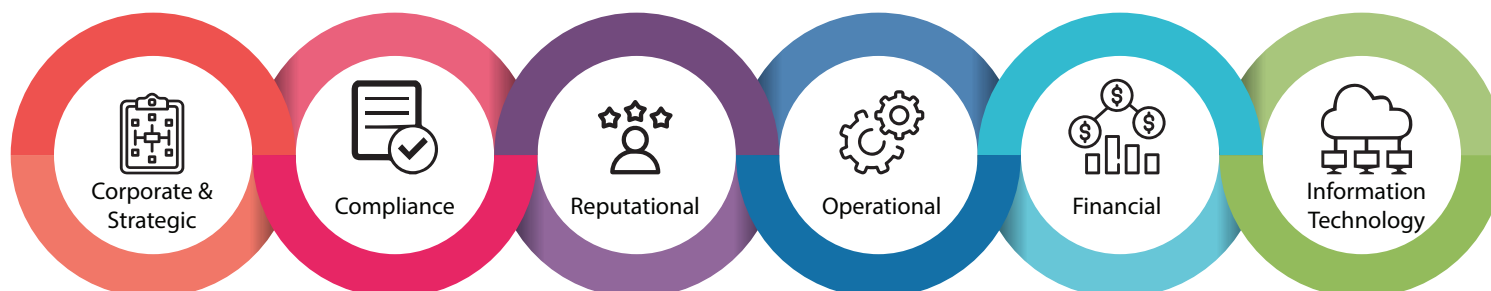 Corporate &
Strategic
Compliance
Reputational
Operational
$
$
$
Financial
Information
Technology